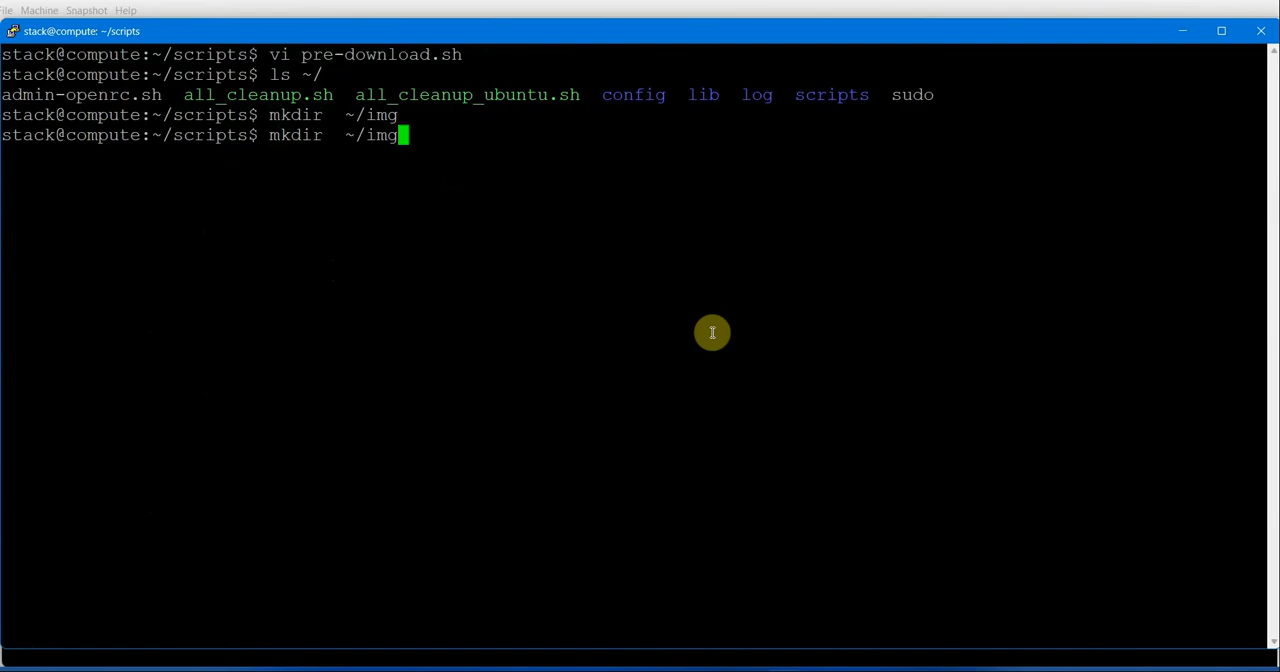 File Machine Snapshot Help
stack@compute: ~/scripts
stack@compute:~/scripts$ vi pre-download.sh
stack@compute:~/scripts$ ls ~/
admin-openrc.sh  all_cleanup.sh  all_cleanup_ubuntu.sh  config  lib  log  scripts  sudo
stack@compute:~/scripts$ mkdir  ~/img
stack@compute:~/scripts$ mkdir  ~/img